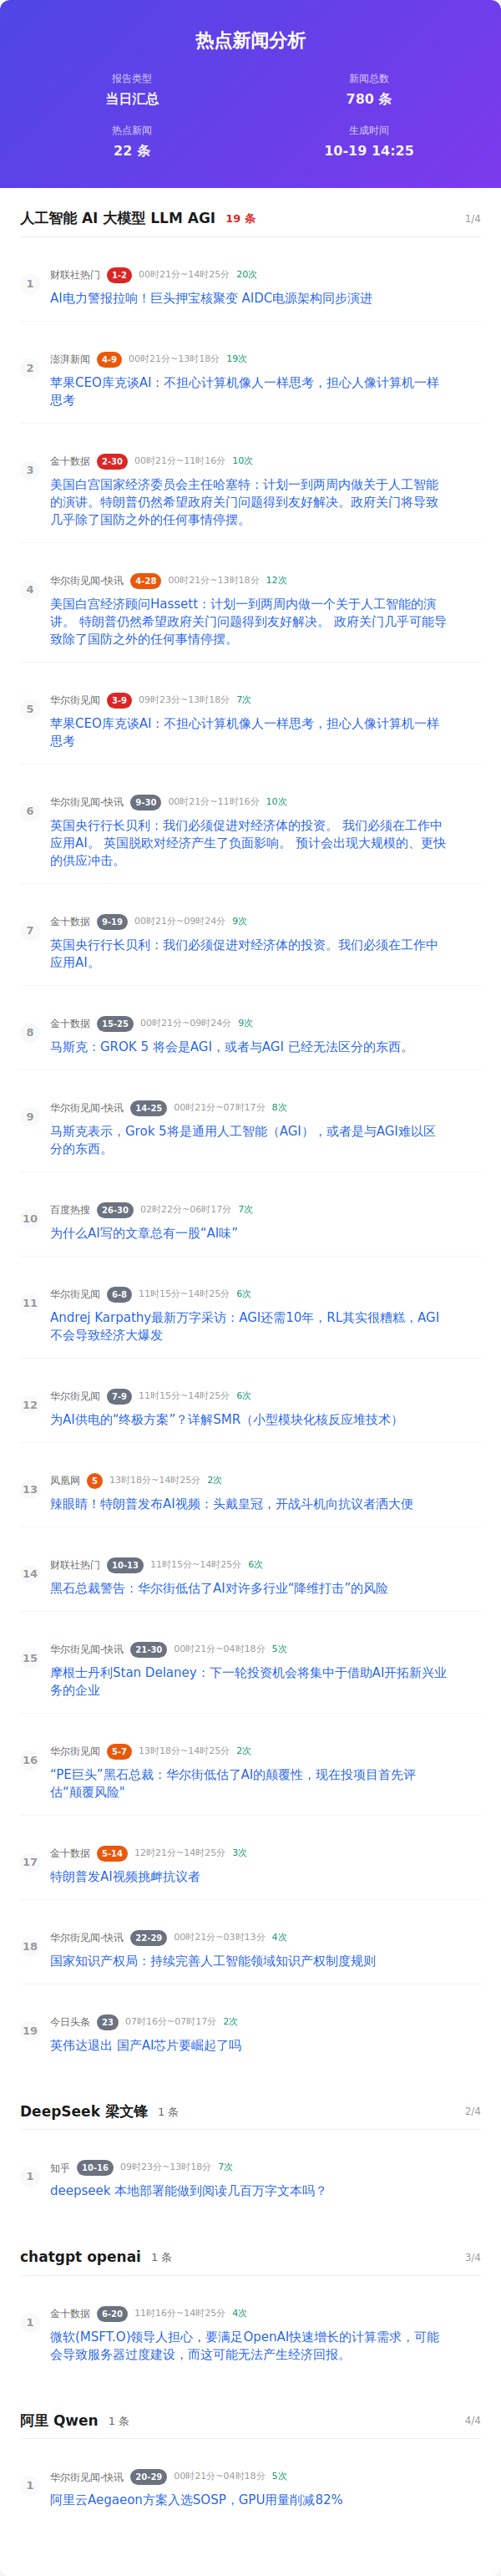 热点新闻分析
报告类型
当日汇总
新闻总数
780 条
热点新闻
22 条
生成时间
10-19 14:25
人工智能 AI 大模型 LLM AGI 19 条 1/4
1 财联社热门 1-2 00时21分~14时25分 20次
AI电力警报拉响！巨头押宝核聚变 AIDC电源架构同步演进
2 澎湃新闻 4-9 00时21分~13时18分 19次
苹果CEO库克谈AI：不担心计算机像人一样思考，担心人像计算机一样
思考
3 金十数据 2-30 00时21分~11时16分 10次
美国白宫国家经济委员会主任哈塞特：计划一到两周内做关于人工智能
的演讲。特朗普仍然希望政府关门问题得到友好解决。政府关门将导致
几乎除了国防之外的任何事情停摆。
4 华尔街见闻-快讯 4-28 00时21分~13时18分 12次
美国白宫经济顾问Hassett：计划一到两周内做一个关于人工智能的演
讲。 特朗普仍然希望政府关门问题得到友好解决。 政府关门几乎可能导
致除了国防之外的任何事情停摆。
5 华尔街见闻 3-9 09时23分~13时18分 7次
苹果CEO库克谈AI：不担心计算机像人一样思考，担心人像计算机一样
思考
6 华尔街见闻-快讯 9-30 00时21分~11时16分 10次
英国央行行长贝利：我们必须促进对经济体的投资。 我们必须在工作中
应用AI。 英国脱欧对经济产生了负面影响。 预计会出现大规模的、更快
的供应冲击。
7 金十数据 9-19 00时21分~09时24分 9次
英国央行行长贝利：我们必须促进对经济体的投资。我们必须在工作中
应用AI。
8 金十数据 15-25 00时21分~09时24分 9次
马斯克：GROK 5 将会是AGI，或者与AGI 已经无法区分的东西。
9 华尔街见闻-快讯 14-25 00时21分~07时17分 8次
马斯克表示，Grok 5将是通用人工智能（AGI），或者是与AGI难以区
分的东西。
10 百度热搜 26-30 02时22分~06时17分 7次
为什么AI写的文章总有一股“AI味”
11 华尔街见闻 6-8 11时15分~14时25分 6次
Andrej Karpathy最新万字采访：AGI还需10年，RL其实很糟糕，AGI
不会导致经济大爆发
12 华尔街见闻 7-9 11时15分~14时25分 6次
为AI供电的“终极方案”？详解SMR（小型模块化核反应堆技术）
13 凤凰网 5 13时18分~14时25分 2次
辣眼睛！特朗普发布AI视频：头戴皇冠，开战斗机向抗议者洒大便
14 财联社热门 10-13 11时15分~14时25分 6次
黑石总裁警告：华尔街低估了AI对许多行业“降维打击”的风险
15 华尔街见闻-快讯 21-30 00时21分~04时18分 5次
摩根士丹利Stan Delaney：下一轮投资机会将集中于借助AI开拓新兴业
务的企业
16 华尔街见闻 5-7 13时18分~14时25分 2次
“PE巨头”黑石总裁：华尔街低估了AI的颠覆性，现在投项目首先评
估“颠覆风险"
17 金十数据 5-14 12时21分~14时25分 3次
特朗普发AI视频挑衅抗议者
18 华尔街见闻-快讯 22-29 00时21分~03时13分 4次
国家知识产权局：持续完善人工智能领域知识产权制度规则
19 今日头条 23 07时16分~07时17分 2次
英伟达退出 国产AI芯片要崛起了吗
DeepSeek 梁文锋 1 条 2/4
1 知乎 10-16 09时23分~13时18分 7次
deepseek 本地部署能做到阅读几百万字文本吗？
chatgpt openai 1 条 3/4
1 金十数据 6-20 11时16分~14时25分 4次
微软(MSFT.O)领导人担心，要满足OpenAI快速增长的计算需求，可能
会导致服务器过度建设，而这可能无法产生经济回报。
阿里 Qwen 1 条 4/4
1 华尔街见闻-快讯 20-29 00时21分~04时18分 5次
阿里云Aegaeon方案入选SOSP，GPU用量削减82%